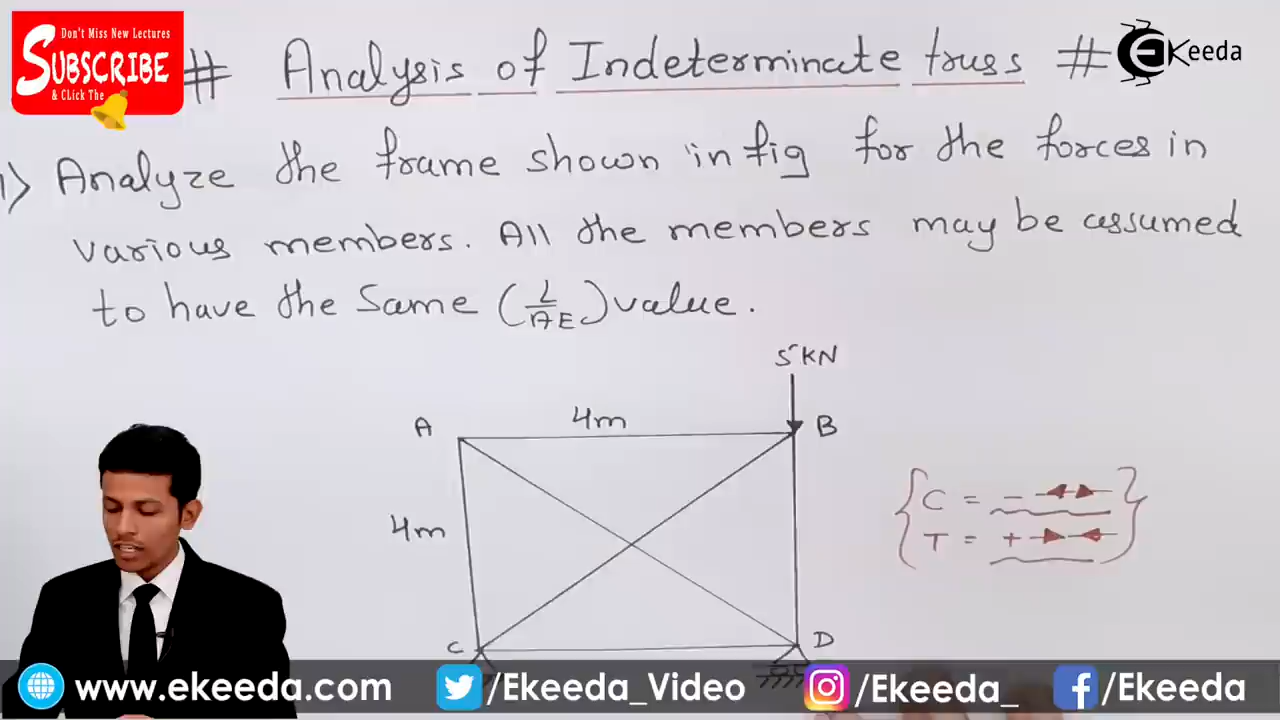 Don't Miss New Lectures
SUBSCRIBE
& Click The
# Analysis of Indeterminate truss #
EKeeda
1) Analyze the frame shown in fig for the forces in
various members. All the members may be assumed
to have the same (L/AE) value.
5 KN
A 4m B
4m
C = -
T = +
C D
www.ekeeda.com /Ekeeda_Video /Ekeeda_ /Ekeeda